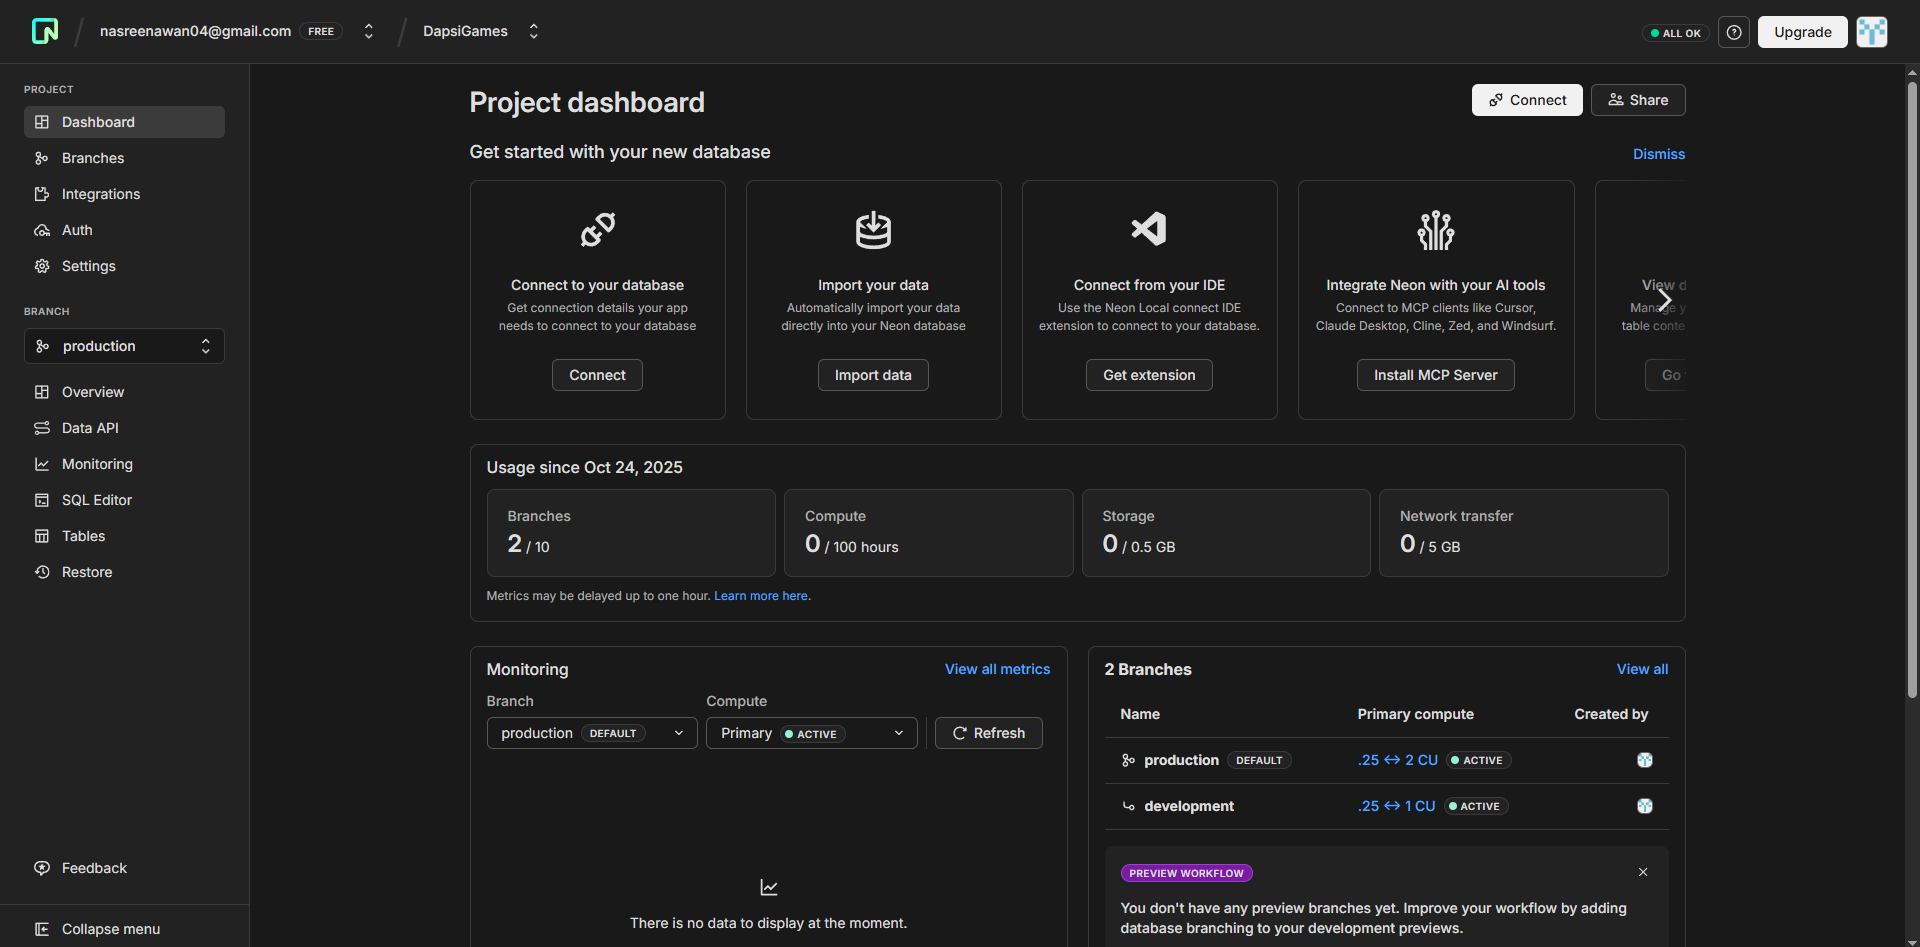 nasreenawan04@gmail.com FREE
DapsiGames
ALL OK
Upgrade
PROJECT
Dashboard
Branches
Integrations
Auth
Settings
BRANCH
production
Overview
Data API
Monitoring
SQL Editor
Tables
Restore
Feedback
Collapse menu
Project dashboard
Connect
Share
Get started with your new database
Dismiss
Connect to your database
Get connection details your app
needs to connect to your database
Connect
Import your data
Automatically import your data
directly into your Neon database
Import data
Connect from your IDE
Use the Neon Local connect IDE
extension to connect to your database.
Get extension
Integrate Neon with your AI tools
Connect to MCP clients like Cursor,
Claude Desktop, Cline, Zed, and Windsurf.
Install MCP Server
View d
Manage y
table conte
Go
Usage since Oct 24, 2025
Branches
2 / 10
Compute
0 / 100 hours
Storage
0 / 0.5 GB
Network transfer
0 / 5 GB
Metrics may be delayed up to one hour. Learn more here.
Monitoring
View all metrics
Branch
Compute
production DEFAULT
Primary ACTIVE
Refresh
There is no data to display at the moment.
2 Branches
View all
Name Primary compute Created by
production DEFAULT .25 ↔ 2 CU ACTIVE
development .25 ↔ 1 CU ACTIVE
PREVIEW WORKFLOW
You don't have any preview branches yet. Improve your workflow by adding
database branching to your development previews.